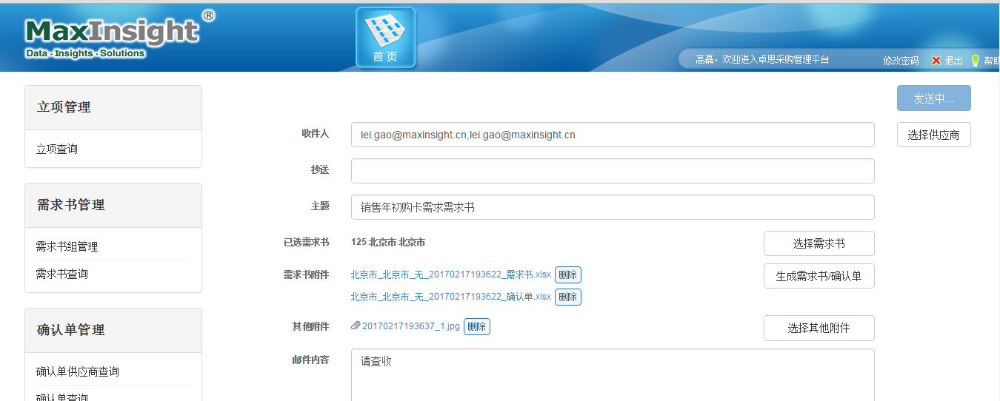 MaxInsight®
Data·Insights·Solutions
首页
高磊，欢迎进入卓思采购管理平台
修改密码
退出
帮助
立项管理
立项查询
需求书管理
需求书组管理
需求书查询
确认单管理
确认单供应商查询
确认单查询
发送中...
收件人
lei.gao@maxinsight.cn,lei.gao@maxinsight.cn
选择供应商
抄送
主题
销售年初购卡需求需求书
已选需求书
125 北京市 北京市
选择需求书
需求书附件
北京市_北京市_无_20170217193622_需求书.xlsx 删除
生成需求书/确认单
北京市_北京市_无_20170217193622_确认单.xlsx 删除
其他附件
20170217193637_1.jpg 删除
选择其他附件
邮件内容
请查收